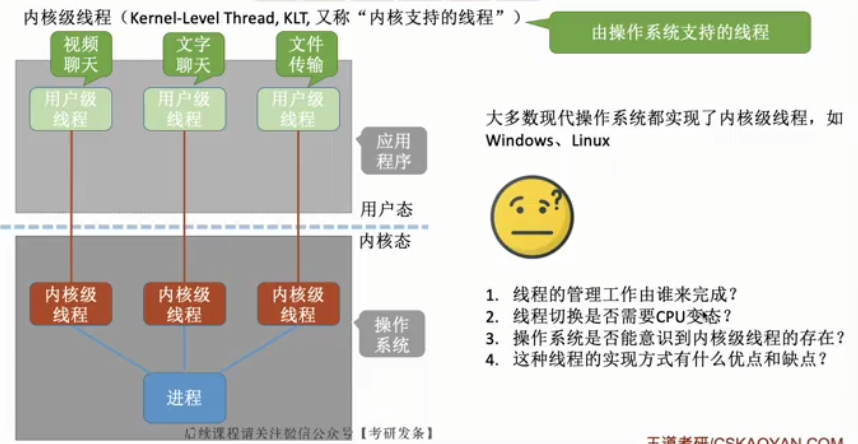 内核级线程（Kernel-Level Thread, KLT, 又称“内核支持的线程”）
由操作系统支持的线程
视频
聊天
文字
聊天
文件
传输
用户级
线程
用户级
线程
用户级
线程
应用
程序
用户态
内核态
内核级
线程
内核级
线程
内核级
线程
操作
系统
进程
大多数现代操作系统都实现了内核级线程，如
Windows、Linux
?
1. 线程的管理工作由谁来完成？
2. 线程切换是否需要CPU变态？
3. 操作系统是否能意识到内核级线程的存在？
4. 这种线程的实现方式有什么优点和缺点？
后续课程请关注微信公众号【考研发条】
王道考研/CSKAOYAN.COM